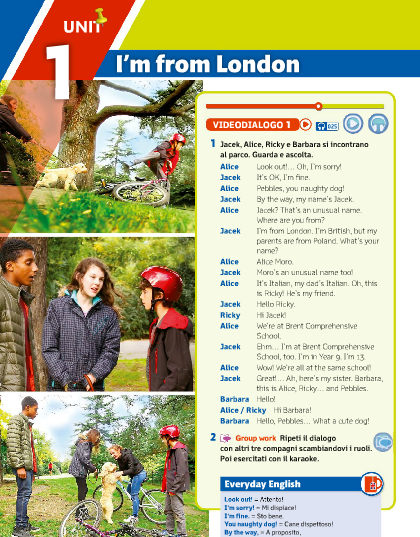 UNIT
1
I'm from London
VIDEODIALOGO 1
025
1 Jacek, Alice, Ricky e Barbara si incontrano
al parco. Guarda e ascolta.
Alice Look out!... Oh, I'm sorry!
Jacek It's OK, I'm fine.
Alice Pebbles, you naughty dog!
Jacek By the way, my name's Jacek.
Alice Jacek? That's an unusual name.
Where are you from?
Jacek I'm from London. I'm British, but my
parents are from Poland. What's your
name?
Alice Alice Moro.
Jacek Moro's an unusual name too!
Alice It's Italian, my dad's Italian. Oh, this
is Ricky! He's my friend.
Jacek Hello Ricky.
Ricky Hi Jacek!
Alice We're at Brent Comprehensive
School.
Jacek Ehm... I'm at Brent Comprehensive
School, too. I'm in Year 9. I'm 13.
Alice Wow! We're all at the same school!
Jacek Great!... Ah, here's my sister. Barbara,
this is Alice, Ricky... and Pebbles.
Barbara Hello!
Alice / Ricky Hi Barbara!
Barbara Hello, Pebbles... What a cute dog!
2 Group work Ripeti il dialogo
con altri tre compagni scambiandovi i ruoli.
Poi esercitati con il karaoke.
Everyday English
Look out! = Attento!
I'm sorry! = Mi dispiace!
I'm fine. = Sto bene.
You naughty dog! = Cane dispettoso!
By the way, = A proposito,